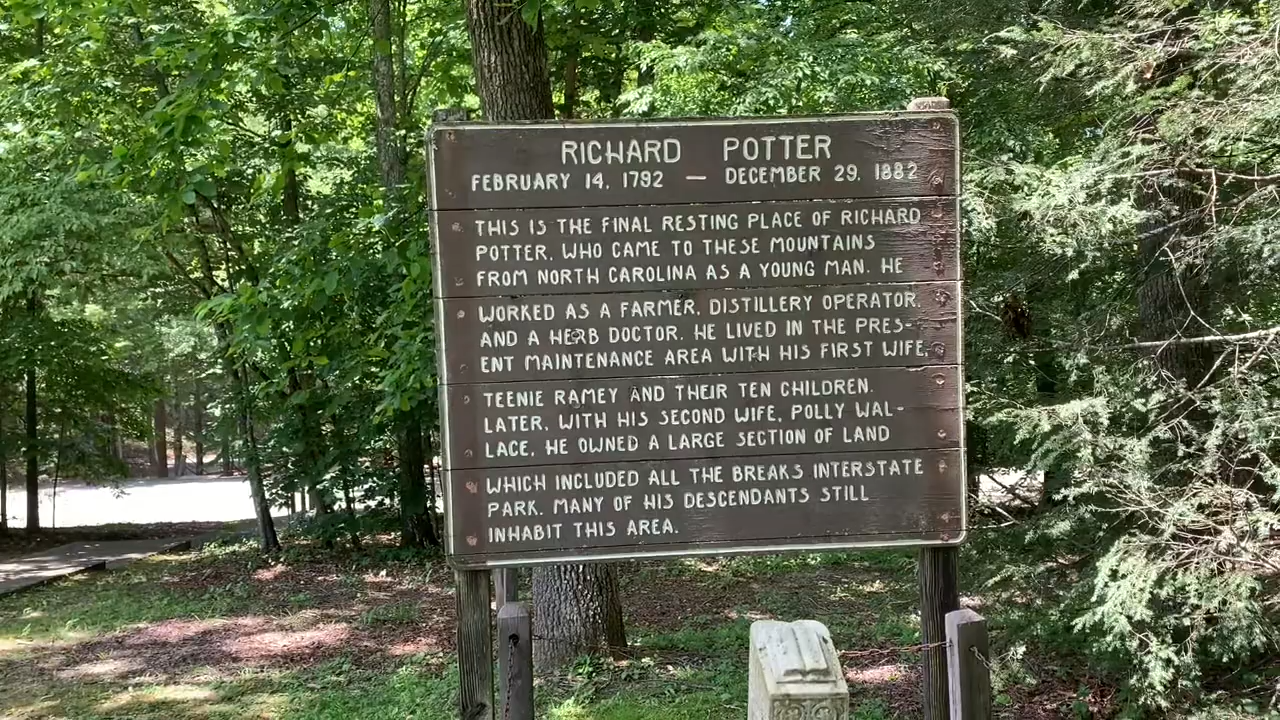 RICHARD POTTER
FEBRUARY 14, 1792 — DECEMBER 29, 1882
THIS IS THE FINAL RESTING PLACE OF RICHARD
POTTER, WHO CAME TO THESE MOUNTAINS
FROM NORTH CAROLINA AS A YOUNG MAN. HE
WORKED AS A FARMER, DISTILLERY OPERATOR,
AND A HERB DOCTOR. HE LIVED IN THE PRES-
ENT MAINTENANCE AREA WITH HIS FIRST WIFE,
TEENIE RAMEY AND THEIR TEN CHILDREN.
LATER, WITH HIS SECOND WIFE, POLLY WAL-
LACE, HE OWNED A LARGE SECTION OF LAND
WHICH INCLUDED ALL THE BREAKS INTERSTATE
PARK. MANY OF HIS DESCENDANTS STILL
INHABIT THIS AREA.